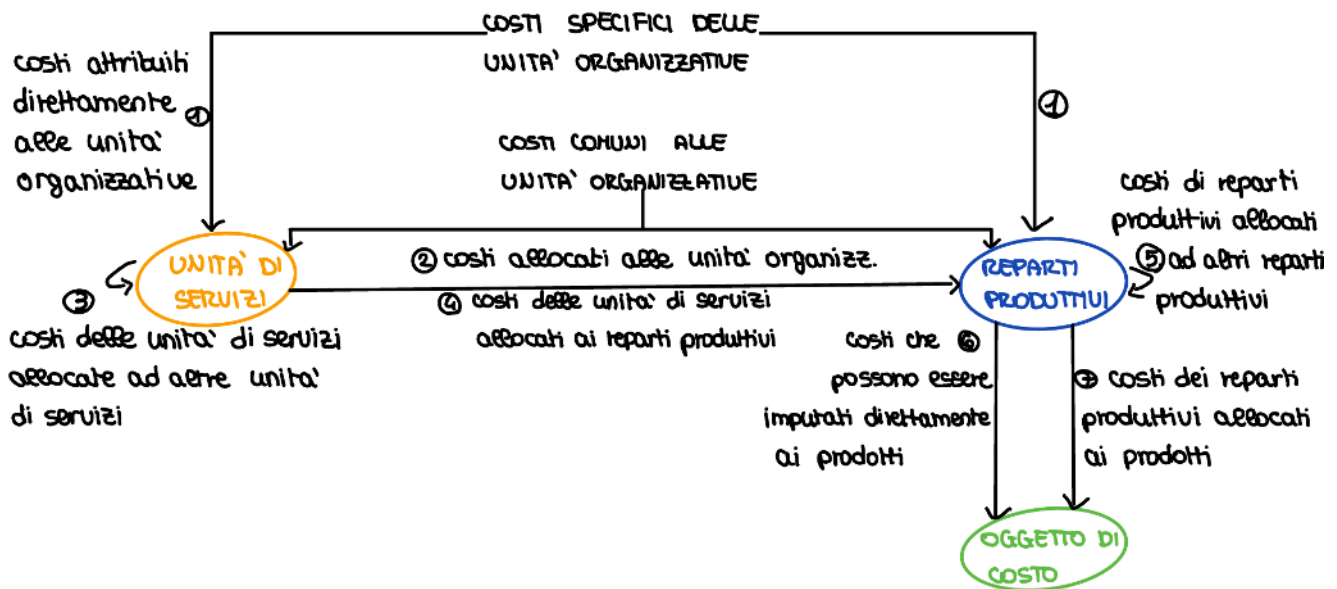 COSTI SPECIFICI DELLE
UNITA' ORGANIZZATIVE
costi attribuiti
direttamente
alle unita'
organizzative
①
①
COSTI COMUNI ALLE
UNITA' ORGANIZZATIVE
② costi allocati alle unita' organizz.
UNITA' DI
SERVIZI
③
costi delle unita' di servizi
allocate ad altre unita'
di servizi
④ costi delle unita' di servizi
allocati ai reparti produttivi
REPARTI
PRODUTTIVI
costi di reparti
produttivi allocati
⑤ ad altri reparti
produttivi
costi che ⑥
possono essere
imputati direttamente
ai prodotti
⑦ costi dei reparti
produttivi allocati
ai prodotti
OGGETTO DI
COSTO